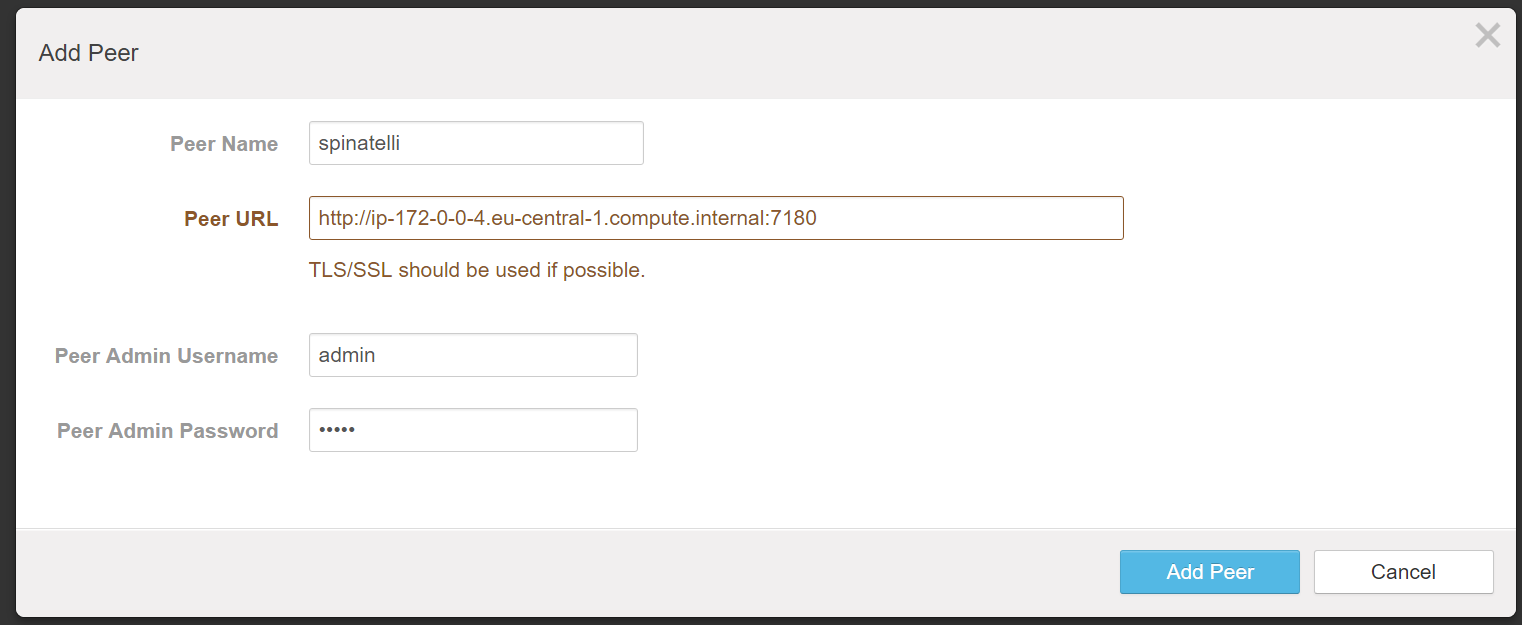 Add Peer
Peer Name spinatelli
Peer URL http://ip-172-0-0-4.eu-central-1.compute.internal:7180
TLS/SSL should be used if possible.
Peer Admin Username admin
Peer Admin Password •••••
Add Peer Cancel